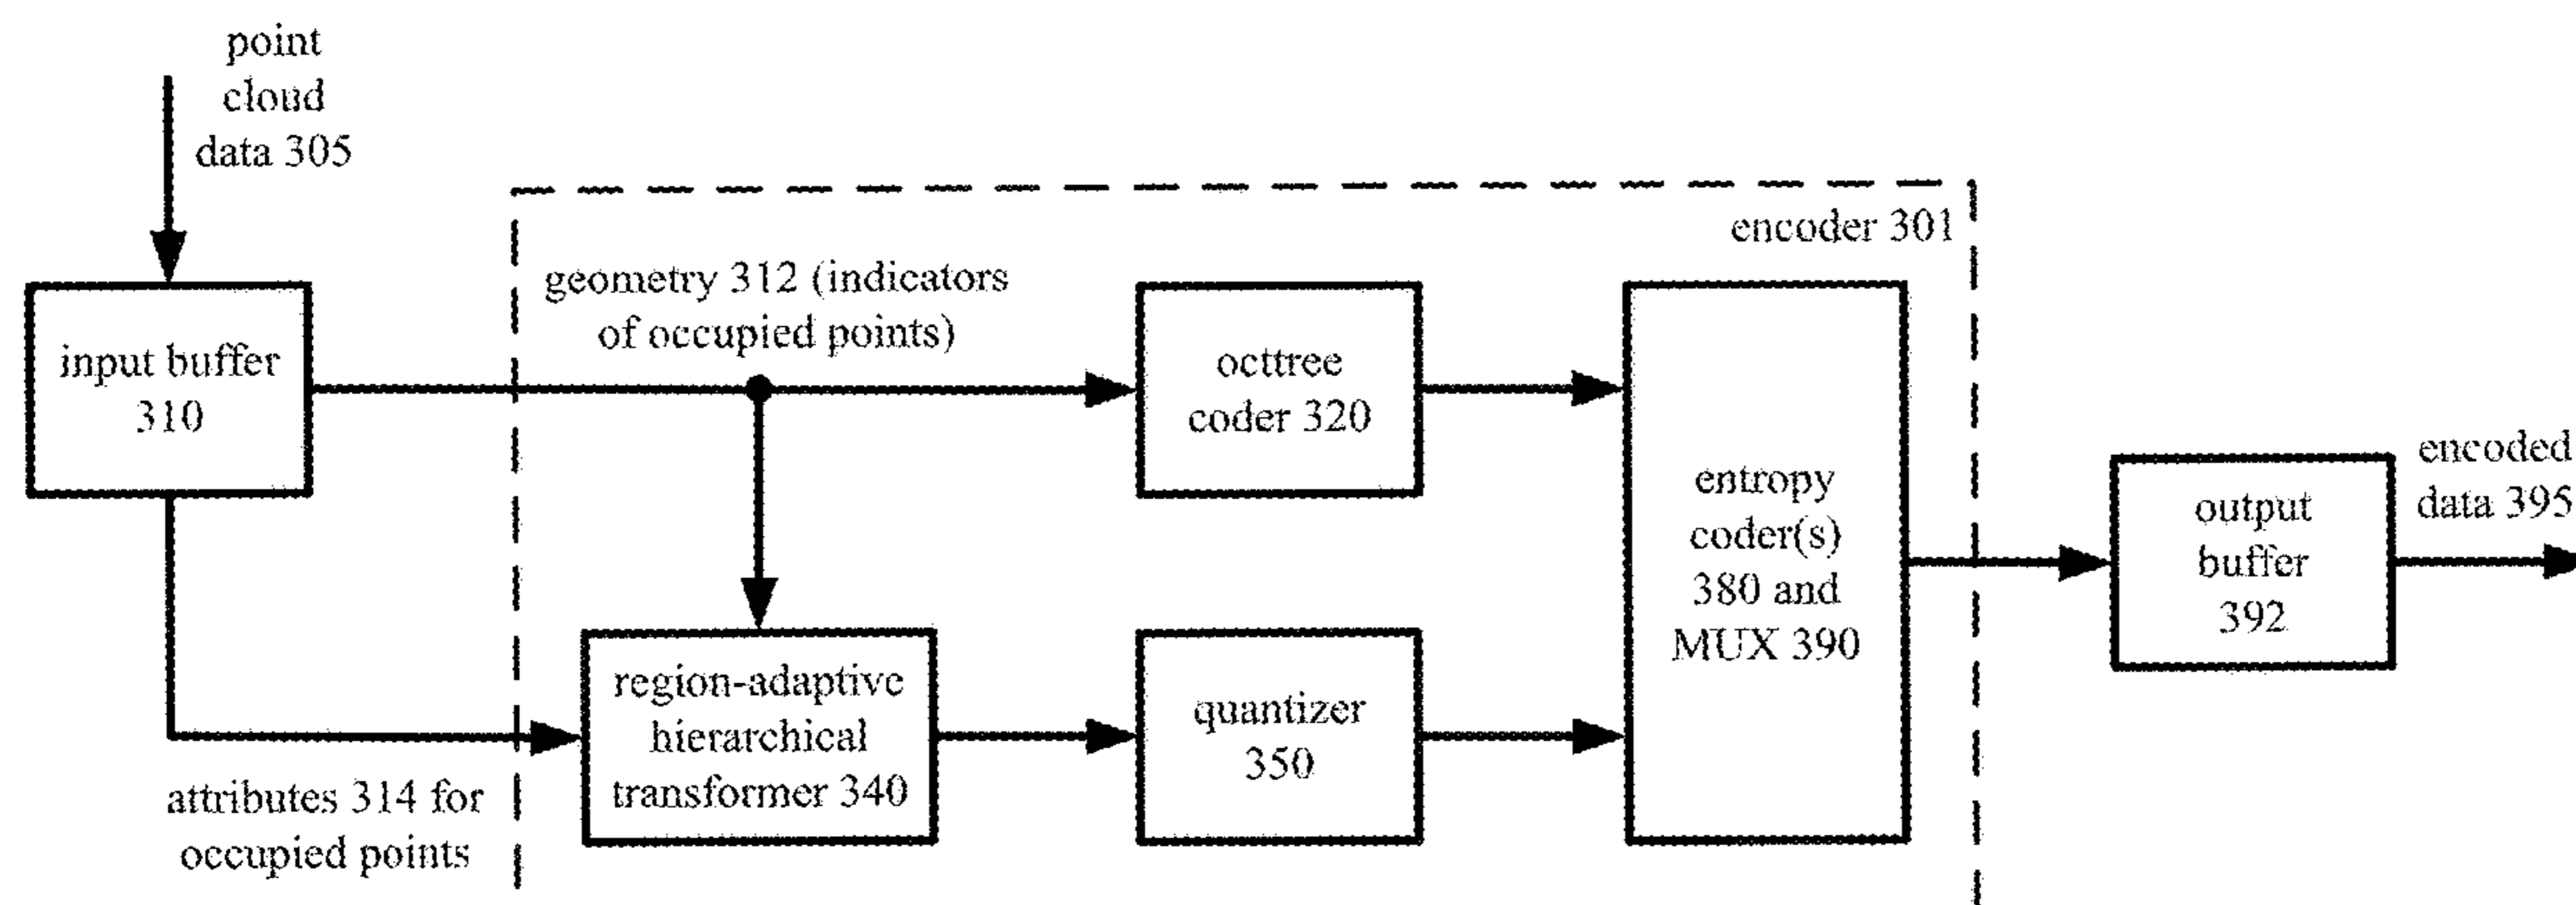 point
cloud
data 305
encoder 301
geometry 312 (indicators
of occupied points)
input buffer
310
octtree
coder 320
entropy
coder(s)
380 and
MUX 390
output
buffer
392
encoded
data 395
region-adaptive
hierarchical
transformer 340
quantizer
350
attributes 314 for
occupied points